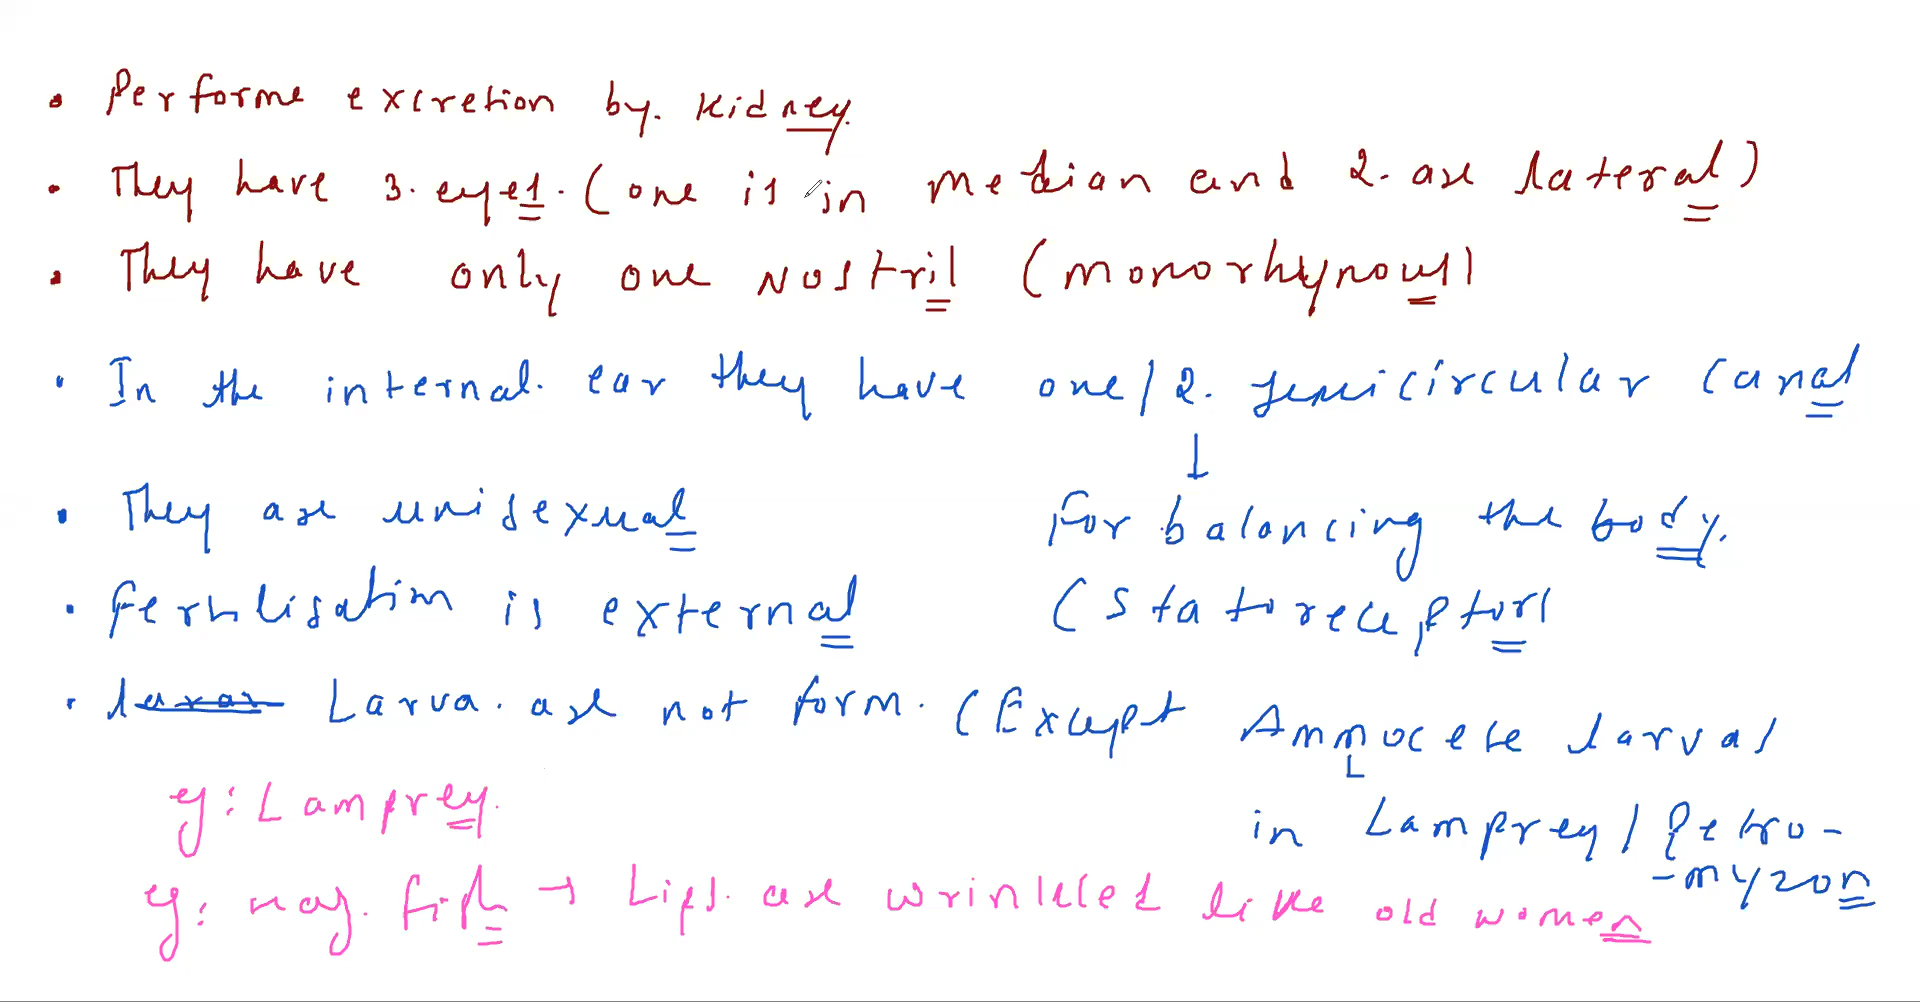 • Performe excretion by. kidney.
• They have 3. eyes. (one is in median and 2. are lateral)
• They have only one Nostril (monorhynous)
• In the internal. ear they have one/2. semicircular canal
↓
• They are unisexual
For balancing the body.
• Fertilisation is external
(Statoreceptor)
• Larva. are not form. (Except Ammocete larva)
in Lamprey/Petro-
-myzon
eg: Lamprey.
eg: Hag. fish → Lips. are wrinkled like old women